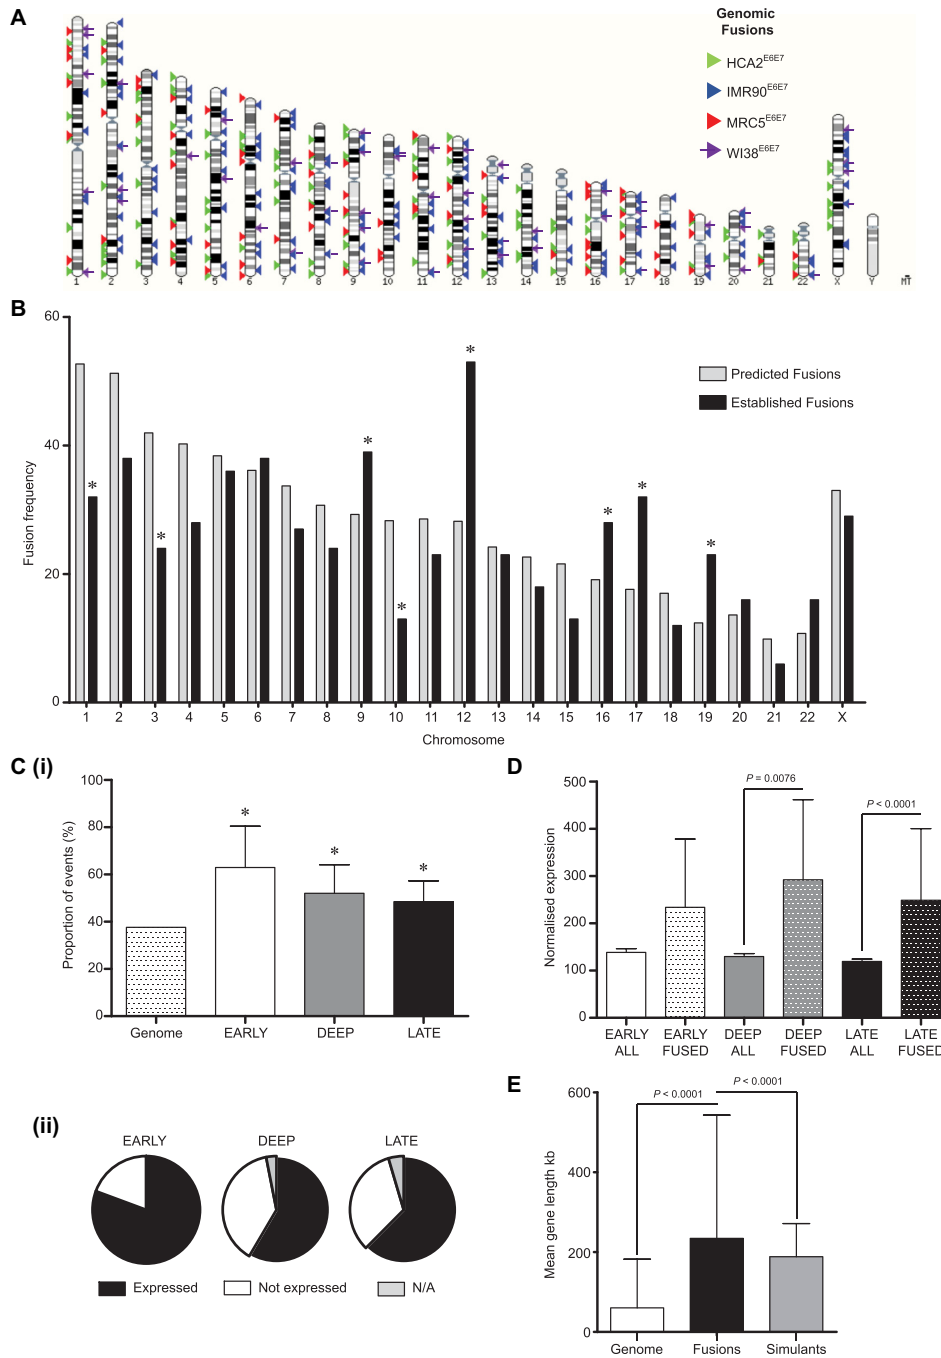 A
Genomic
Fusions
HCA2E6E7
IMR90E6E7
MRC5E6E7
WI38E6E7
1 2 3 4 5 6 7 8 9 10 11 12 13 14 15 16 17 18 19 20 21 22 X Y MT
B
60
40
20
0
Fusion frequency
* * * * * * * *
Predicted Fusions
Established Fusions
1 2 3 4 5 6 7 8 9 10 11 12 13 14 15 16 17 18 19 20 21 22 X
Chromosome
C (i)
100
80
60
40
20
0
Proportion of events (%)
* * *
Genome EARLY DEEP LATE
(ii)
EARLY DEEP LATE
Expressed Not expressed N/A
D
500
400
300
200
100
0
Normalised expression
P = 0.0076
P < 0.0001
EARLY EARLY DEEP DEEP LATE LATE
ALL FUSED ALL FUSED ALL FUSED
E
600
400
200
0
Mean gene length kb
P < 0.0001
P < 0.0001
Genome Fusions Simulants